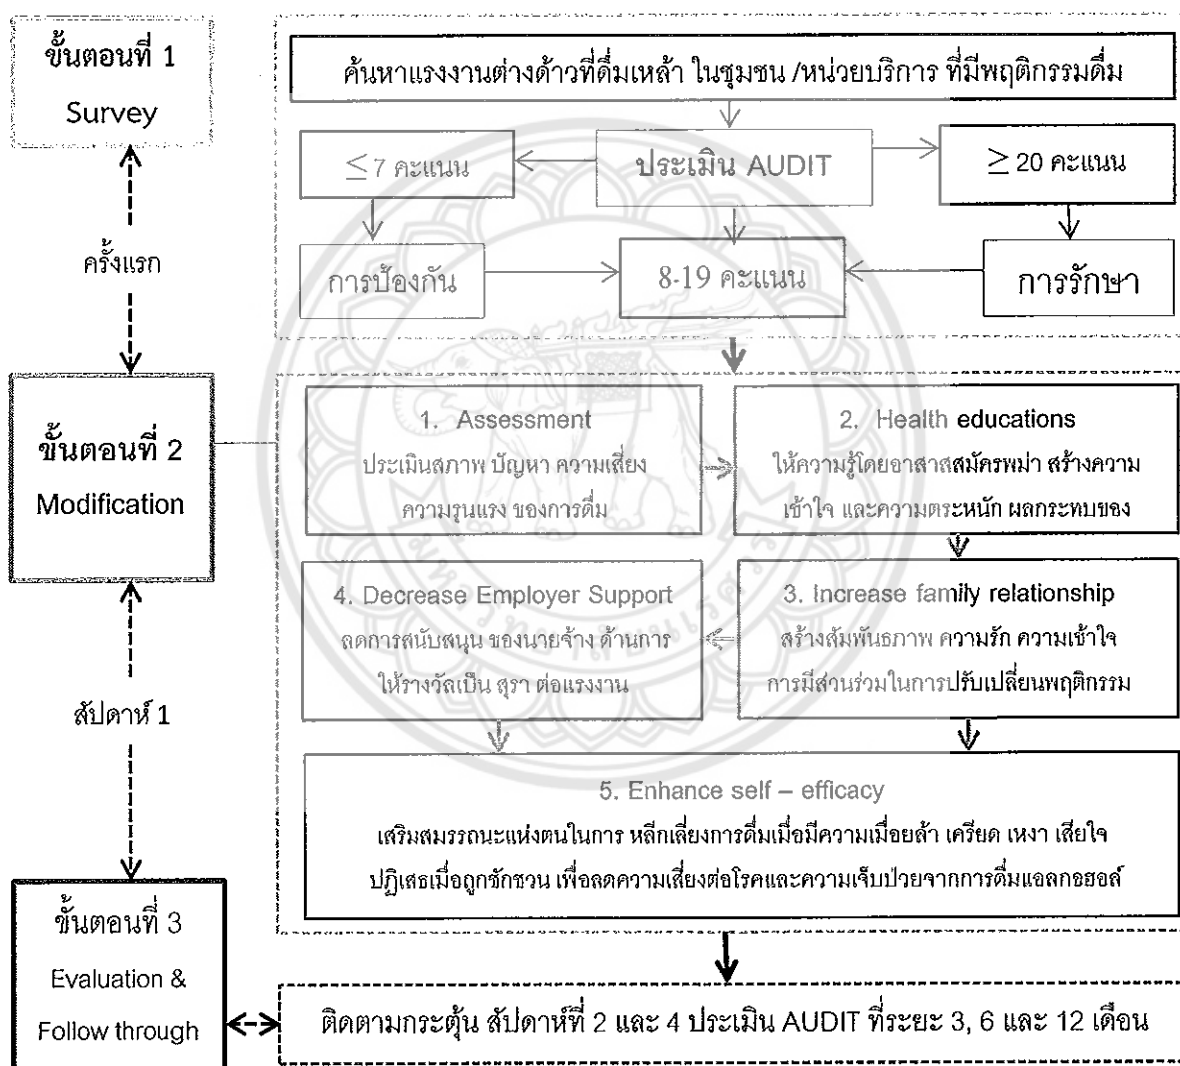 ขั้นตอนที่ 1
Survey
ค้นหาแรงงานต่างด้าวที่ดื่มเหล้า ในชุมชน /หน่วยบริการ ที่มีพฤติกรรมดื่ม
≤ 7 คะแนน
ประเมิน AUDIT
≥ 20 คะแนน
ครั้งแรก
การป้องกัน
8-19 คะแนน
การรักษา
ขั้นตอนที่ 2
Modification
1. Assessment
ประเมินสภาพ ปัญหา ความเสี่ยง
ความรุนแรง ของการดื่ม
2. Health educations
ให้ความรู้โดยอาสาสมัครพม่า สร้างความ
เข้าใจ และความตระหนัก ผลกระทบของ
3. Increase family relationship
สร้างสัมพันธภาพ ความรัก ความเข้าใจ
การมีส่วนร่วมในการปรับเปลี่ยนพฤติกรรม
4. Decrease Employer Support
ลดการสนับสนุน ของนายจ้าง ด้านการ
ให้รางวัลเป็น สุรา ต่อแรงงาน
สัปดาห์ 1
5. Enhance self – efficacy
เสริมสมรรถนะแห่งตนในการ หลีกเลี่ยงการดื่มเมื่อมีความเมื่อยล้า เครียด เหงา เสียใจ
ปฏิเสธเมื่อถูกชักชวน เพื่อลดความเสี่ยงต่อโรคและความเจ็บป่วยจากการดื่มแอลกอฮอล์
ขั้นตอนที่ 3
Evaluation &
Follow through
ติดตามกระตุ้น สัปดาห์ที่ 2 และ 4 ประเมิน AUDIT ที่ระยะ 3, 6 และ 12 เดือน
มหาวิทยาลัยนเรศวร